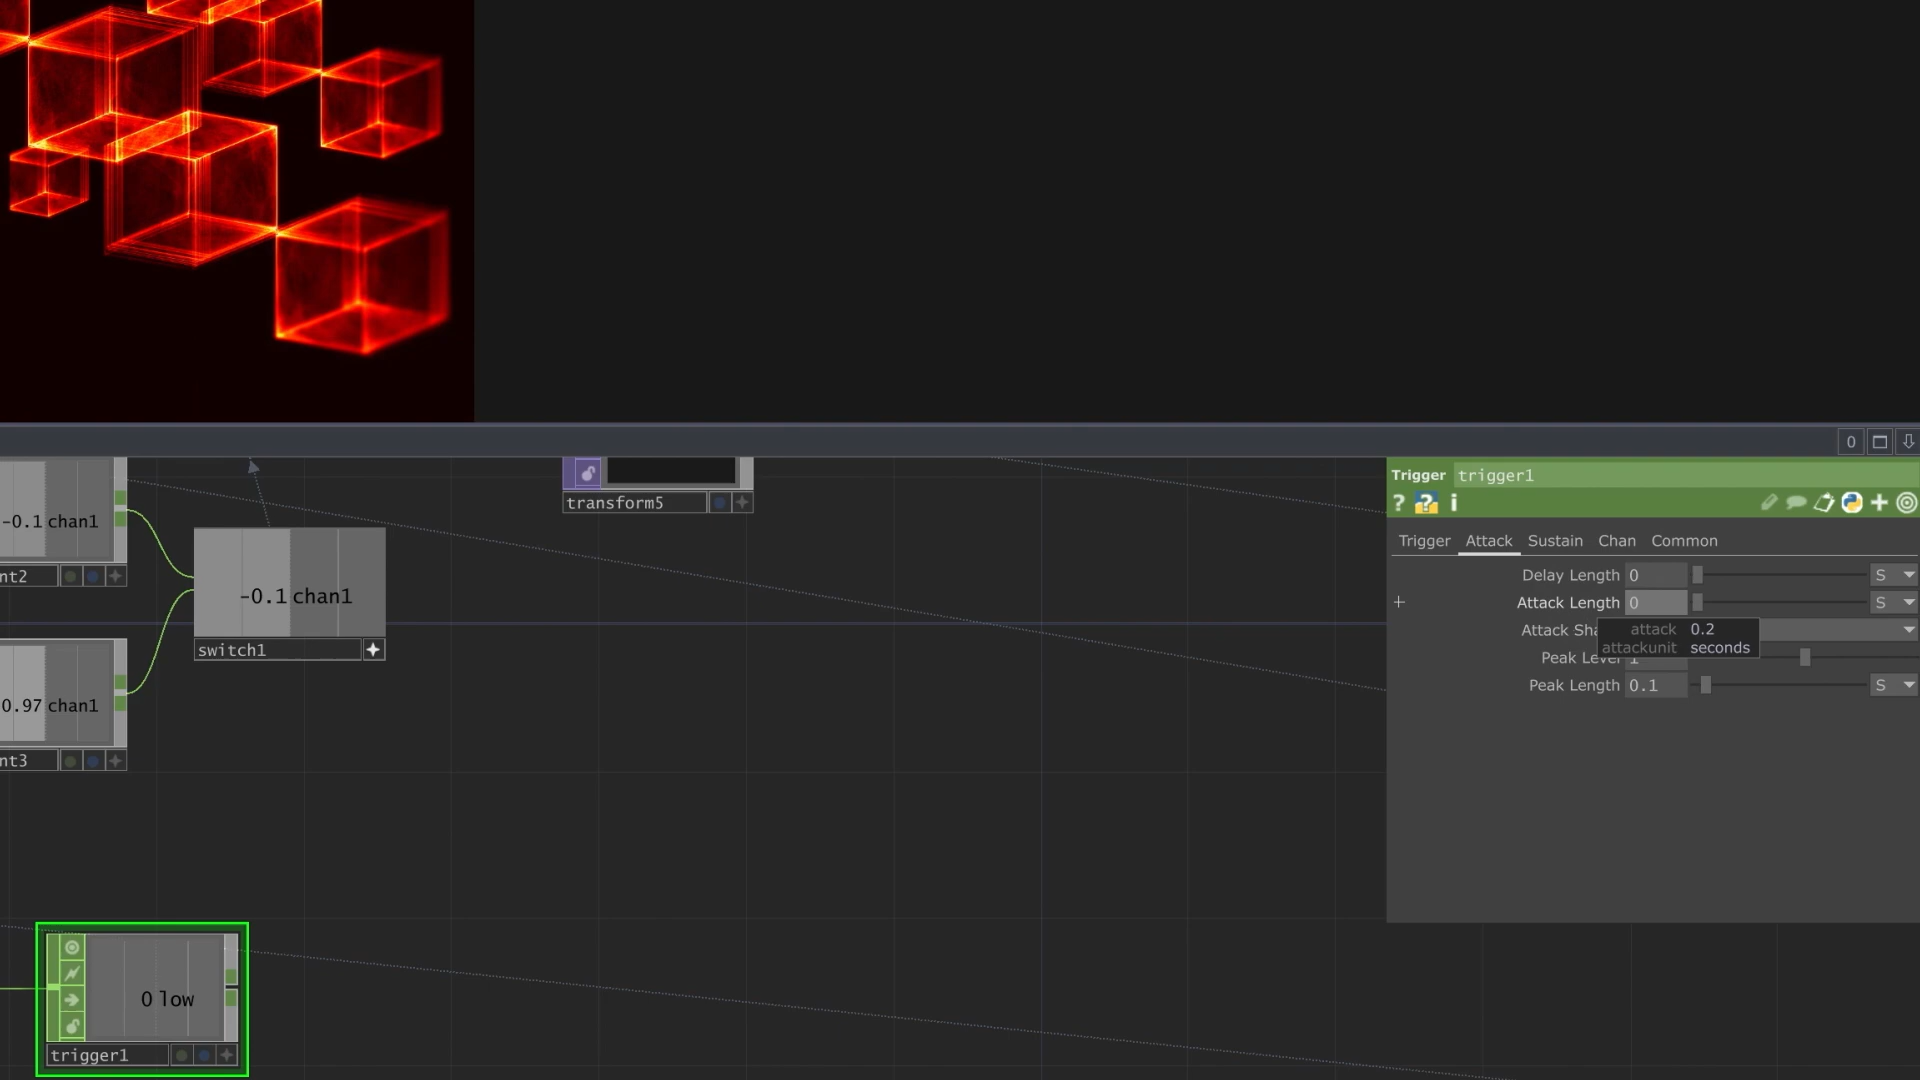 0
Trigger trigger1
? ? i
transform5
-0.1 chan1
Trigger Attack Sustain Chan Common
nt2
Delay Length 0 S
-0.1 chan1
+ Attack Length 0 S
attack 0.2
Attack Sha
attackunit seconds
switch1
Peak Level 1
0.97 chan1
Peak Length 0.1 S
nt3
0 low
trigger1